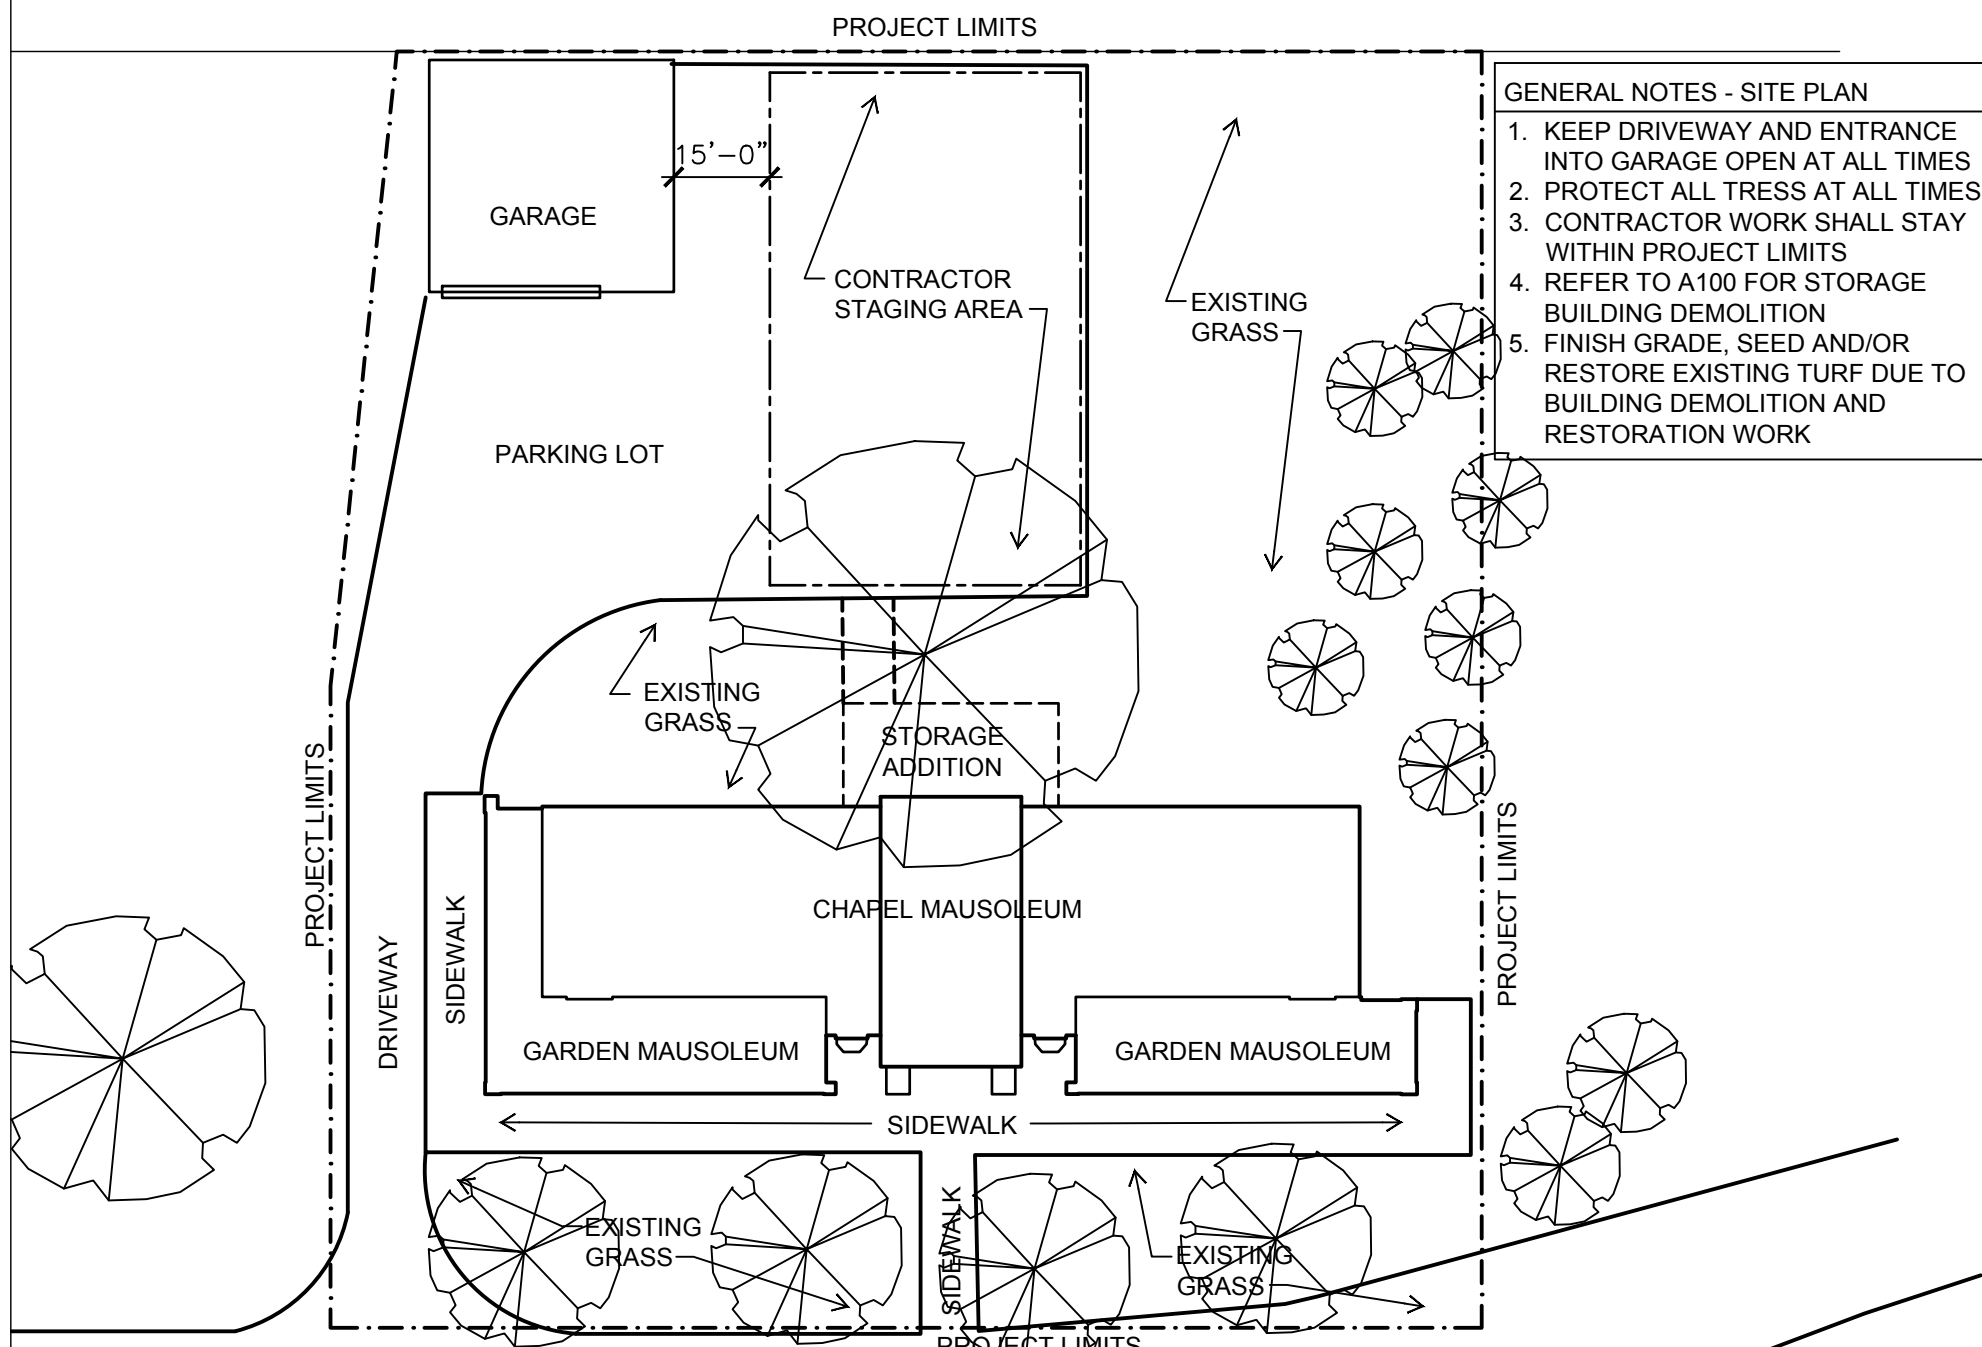 PROJECT LIMITS
GENERAL NOTES - SITE PLAN
1. KEEP DRIVEWAY AND ENTRANCE
INTO GARAGE OPEN AT ALL TIMES
2. PROTECT ALL TRESS AT ALL TIMES
3. CONTRACTOR WORK SHALL STAY
WITHIN PROJECT LIMITS
4. REFER TO A100 FOR STORAGE
BUILDING DEMOLITION
5. FINISH GRADE, SEED AND/OR
RESTORE EXISTING TURF DUE TO
BUILDING DEMOLITION AND
RESTORATION WORK
15'-0"
GARAGE
CONTRACTOR
STAGING AREA
EXISTING
GRASS
PARKING LOT
EXISTING
GRASS
STORAGE
ADDITION
PROJECT LIMITS
PROJECT LIMITS
SIDEWALK
DRIVEWAY
CHAPEL MAUSOLEUM
GARDEN MAUSOLEUM
GARDEN MAUSOLEUM
SIDEWALK
SIDEWALK
EXISTING
GRASS
EXISTING
GRASS
PROJECT LIMITS